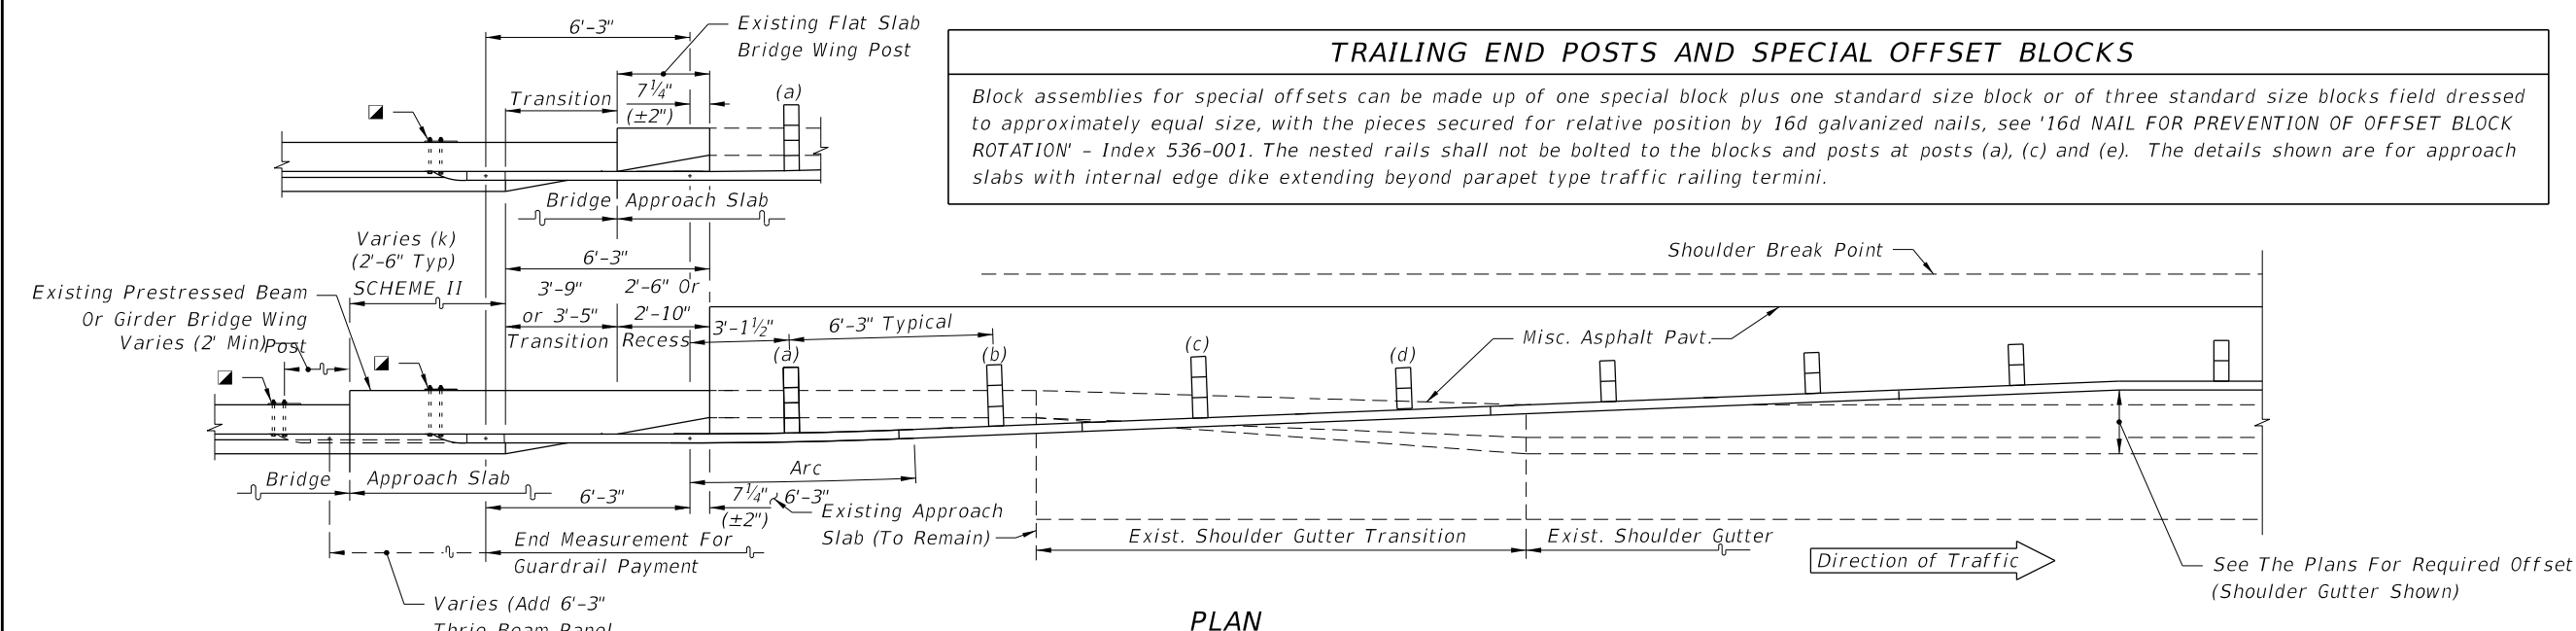 6'-3"
Existing Flat Slab
Bridge Wing Post
Transition
7¼"
(±2")
(a)
Bridge
Approach Slab
TRAILING END POSTS AND SPECIAL OFFSET BLOCKS
Block assemblies for special offsets can be made up of one special block plus one standard size block or of three standard size blocks field dressed
to approximately equal size, with the pieces secured for relative position by 16d galvanized nails, see '16d NAIL FOR PREVENTION OF OFFSET BLOCK
ROTATION' - Index 536-001. The nested rails shall not be bolted to the blocks and posts at posts (a), (c) and (e). The details shown are for approach
slabs with internal edge dike extending beyond parapet type traffic railing termini.
Varies (k)
(2'-6" Typ)
SCHEME II
6'-3"
3'-9"
or 3'-5"
Transition
2'-6" Or
2'-10"
Recess
Existing Prestressed Beam
Or Girder Bridge Wing
Post
Varies (2' Min)
3'-1½"
6'-3" Typical
(a)
(b)
(c)
(d)
Shoulder Break Point
Misc. Asphalt Pavt.
Bridge
Approach Slab
6'-3"
Arc
7¼"
(±2")
6'-3"
Existing Approach
Slab (To Remain)
End Measurement For
Guardrail Payment
Exist. Shoulder Gutter Transition
Exist. Shoulder Gutter
Direction of Traffic
See The Plans For Required Offset
(Shoulder Gutter Shown)
Varies (Add 6'-3"
Thrie Beam Panel
PLAN